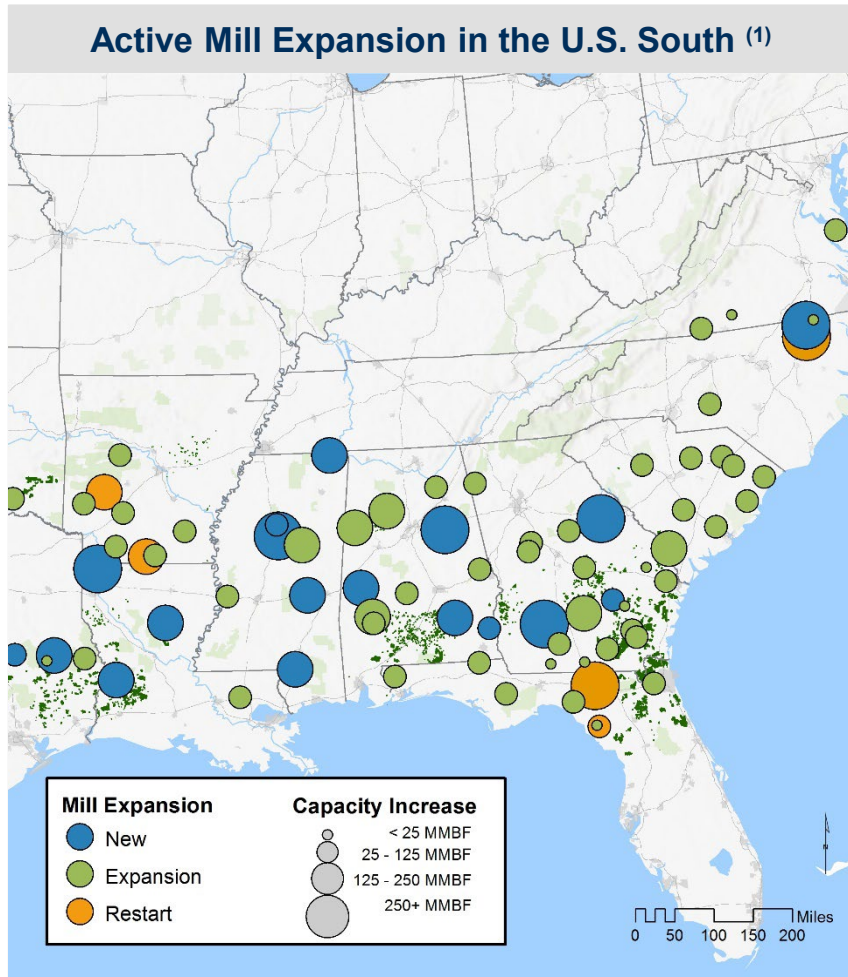 Active Mill Expansion in the U.S. South (1)
Mill Expansion
New
Expansion
Restart
Capacity Increase
< 25 MMBF
25 - 125 MMBF
125 - 250 MMBF
250+ MMBF
N
Miles
0 50 100 150 200